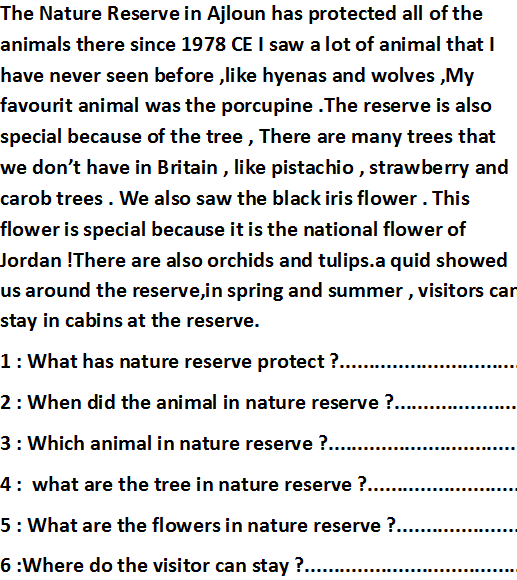 The Nature Reserve in Ajloun has protected all of the
animals there since 1978 CE I saw a lot of animal that I
have never seen before ,like hyenas and wolves ,My
favourit animal was the porcupine .The reserve is also
special because of the tree , There are many trees that
we don’t have in Britain , like pistachio , strawberry and
carob trees . We also saw the black iris flower . This
flower is special because it is the national flower of
Jordan !There are also orchids and tulips.a quid showed
us around the reserve,in spring and summer , visitors can
stay in cabins at the reserve.
1 : What has nature reserve protect ?..............................
2 : When did the animal in nature reserve ?.....................
3 : Which animal in nature reserve ?................................
4 :  what are the tree in nature reserve ?.........................
5 : What are the flowers in nature reserve ?.....................
6 :Where do the visitor can stay ?....................................